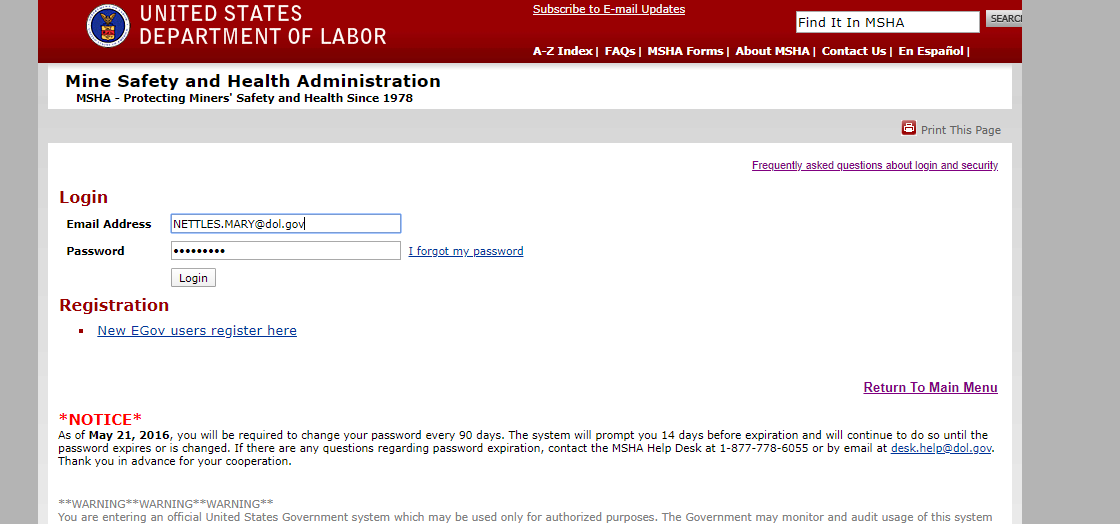 UNITED STATES
DEPARTMENT OF LABOR
Subscribe to E-mail Updates
Find It In MSHA
SEARC
A-Z Index | FAQs | MSHA Forms | About MSHA | Contact Us | En Español |
Mine Safety and Health Administration
MSHA - Protecting Miners' Safety and Health Since 1978
Print This Page
Frequently asked questions about login and security
Login
Email Address NETTLES.MARY@dol.gov
Password ••••••••• I forgot my password
Login
Registration
New EGov users register here
Return To Main Menu
*NOTICE*
As of May 21, 2016, you will be required to change your password every 90 days. The system will prompt you 14 days before expiration and will continue to do so until the
password expires or is changed. If there are any questions regarding password expiration, contact the MSHA Help Desk at 1-877-778-6055 or by email at desk.help@dol.gov.
Thank you in advance for your cooperation.
**WARNING**WARNING**WARNING**
You are entering an official United States Government system which may be used only for authorized purposes. The Government may monitor and audit usage of this system